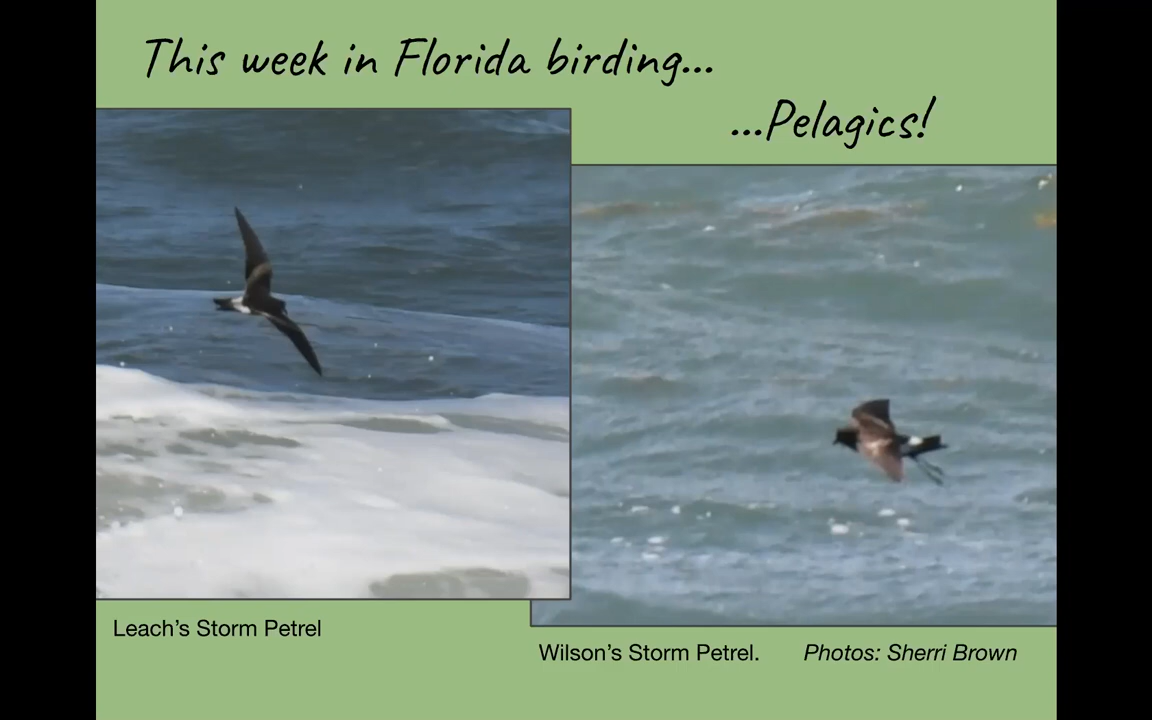 This week in Florida birding...
...Pelagics!
Leach's Storm Petrel
Wilson's Storm Petrel.
Photos: Sherri Brown